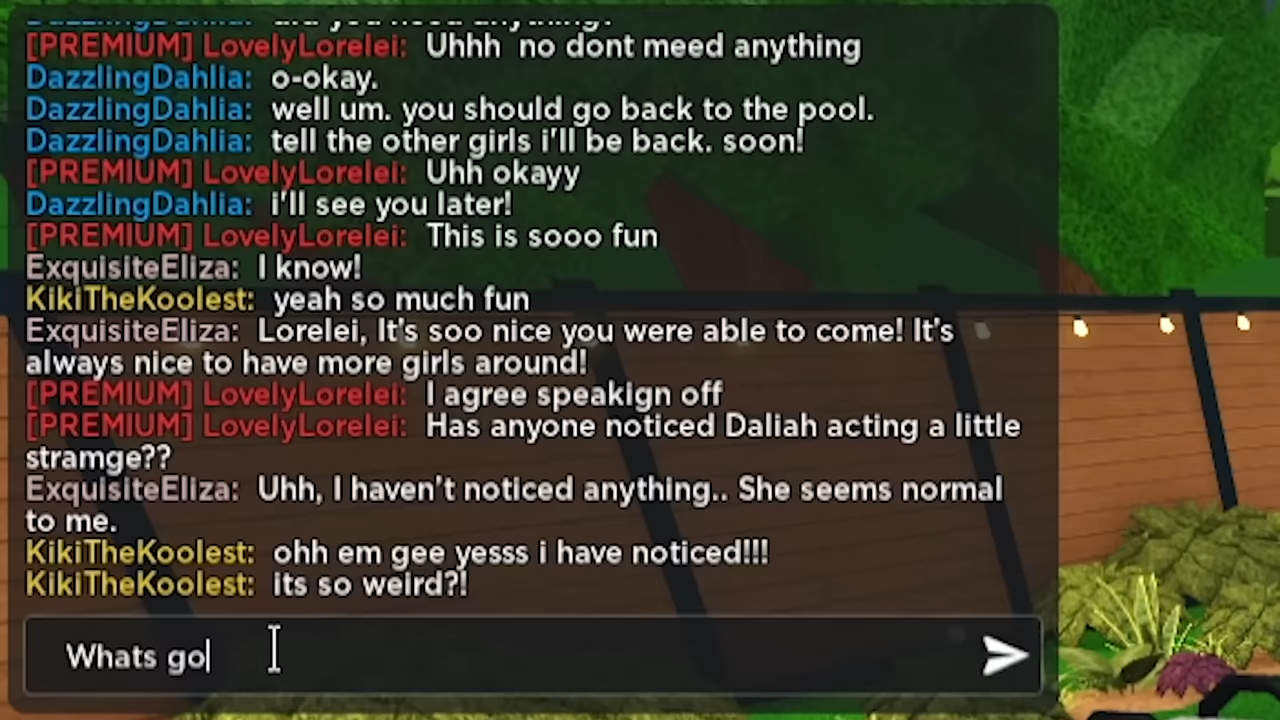 DazzlingDahlia: did you need anything?
[PREMIUM] LovelyLorelei: Uhhh  no dont meed anything
DazzlingDahlia: o-okay.
DazzlingDahlia: well um. you should go back to the pool.
DazzlingDahlia: tell the other girls i'll be back. soon!
[PREMIUM] LovelyLorelei: Uhh okayy
DazzlingDahlia: i'll see you later!
[PREMIUM] LovelyLorelei: This is sooo fun
ExquisiteEliza: I know!
KikiTheKoolest: yeah so much fun
ExquisiteEliza: Lorelei, It's soo nice you were able to come! It's
always nice to have more girls around!
[PREMIUM] LovelyLorelei: I agree speakign off
[PREMIUM] LovelyLorelei: Has anyone noticed Daliah acting a little
stramge??
ExquisiteEliza: Uhh, I haven't noticed anything.. She seems normal
to me.
KikiTheKoolest: ohh em gee yesss i have noticed!!!
KikiTheKoolest: its so weird?!
Whats go